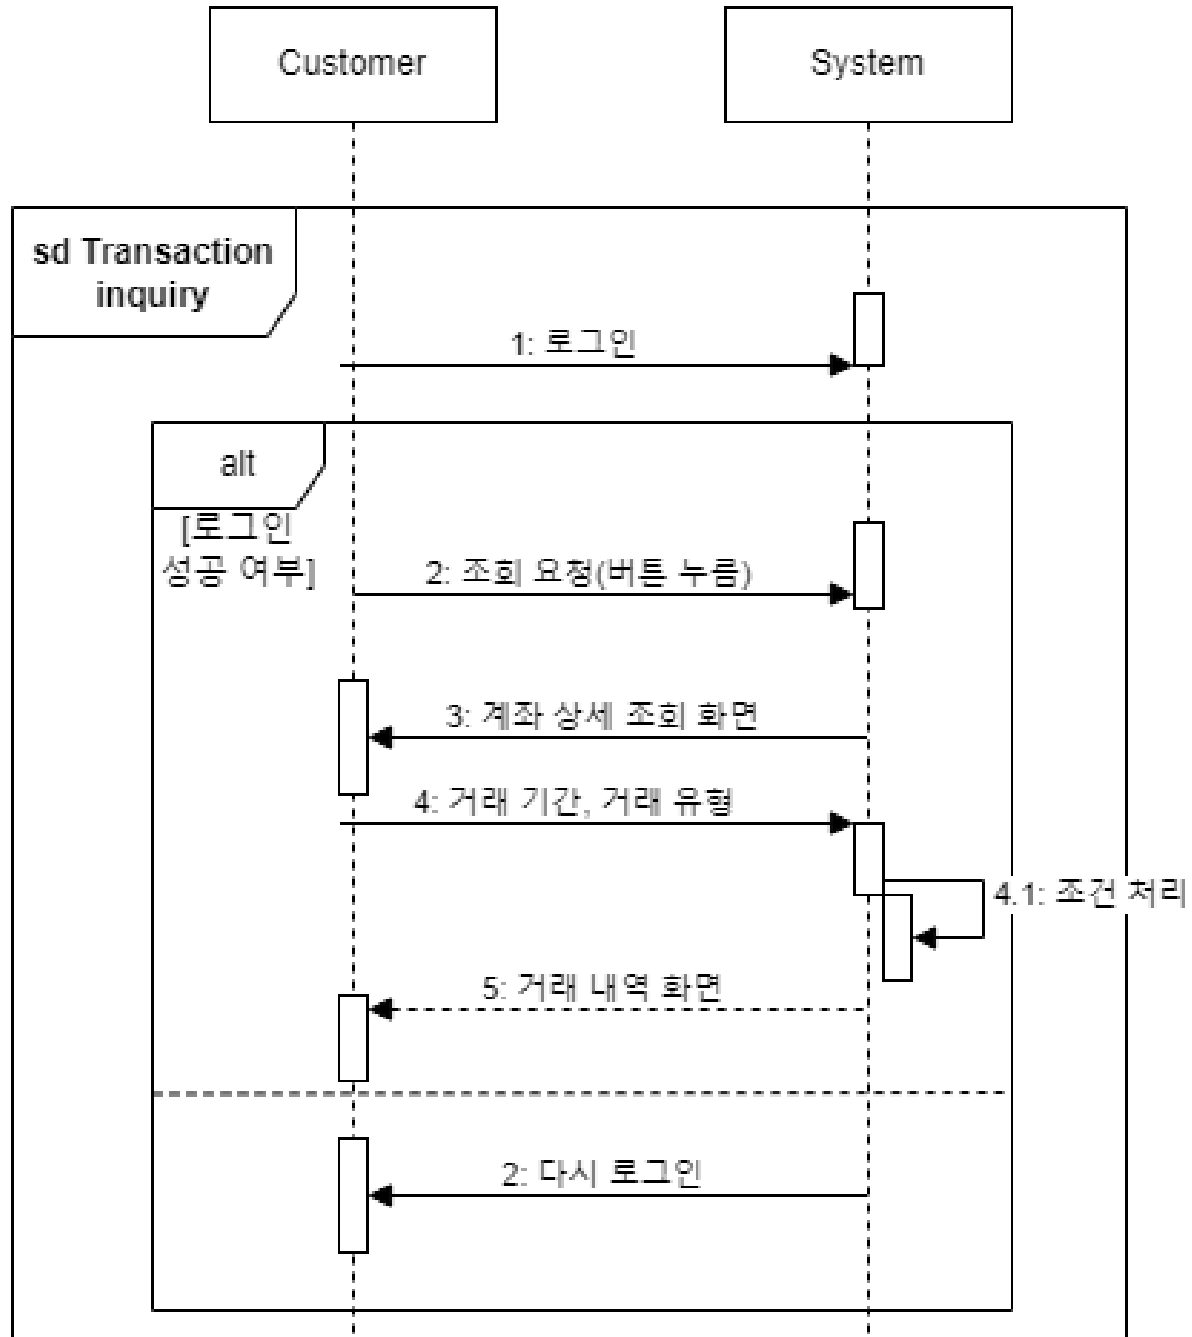 Customer
System
sd Transaction
inquiry
1: 로그인
alt
[로그인
성공 여부]
2: 조회 요청(버튼 누름)
3: 계좌 상세 조회 화면
4: 거래 기간, 거래 유형
4.1: 조건 처리
5: 거래 내역 화면
2: 다시 로그인